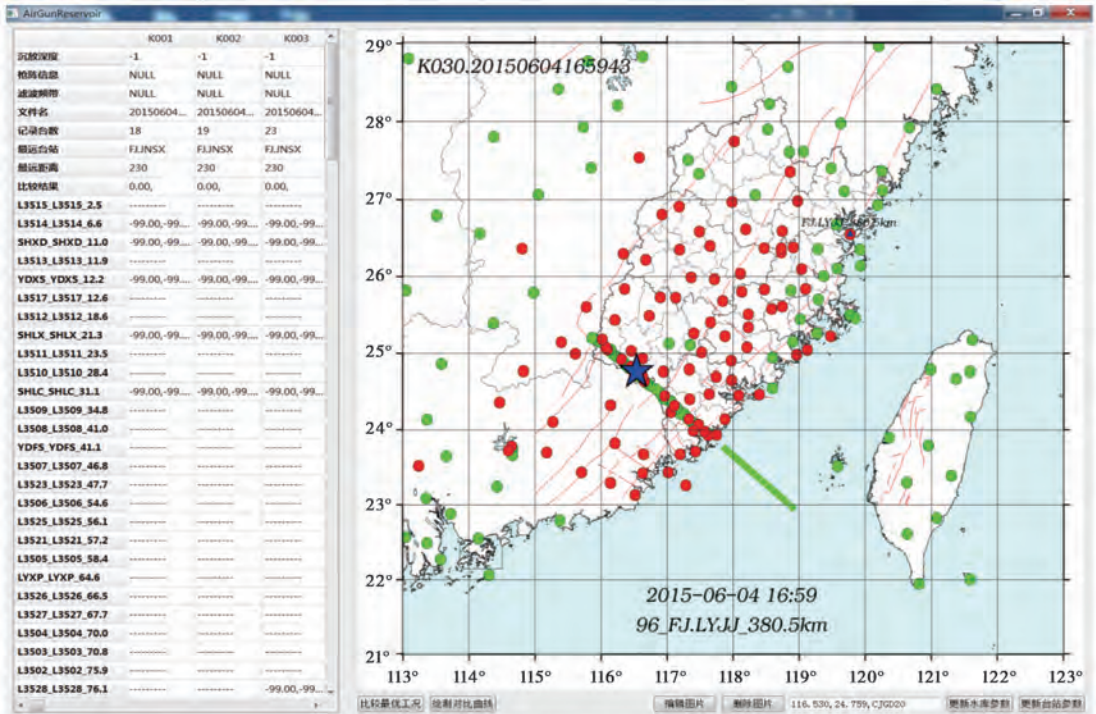 AirGunReservoir
K001 K002 K003
沉放深度 -1 -1 -1
枪阵信息 NULL NULL NULL
滤波频带 NULL NULL NULL
文件名 20150604... 20150604... 20150604...
记录台数 18 19 23
最远台站 FJ.JNSX FJ.JNSX FJ.JNSX
最远距离 230 230 230
比较结果 0.00, 0.00, 0.00,
L3515_L3515_2.5 --------- --------- ---------
L3514_L3514_6.6 -99.00,-99.... -99.00,-99.... -99.00,-99...
SHXD_SHXD_11.0 -99.00,-99.... -99.00,-99.... -99.00,-99...
L3513_L3513_11.9 --------- --------- ---------
YDXS_YDXS_12.2 -99.00,-99.... -99.00,-99.... -99.00,-99...
L3517_L3517_12.6 --------- --------- ---------
L3512_L3512_18.6 --------- --------- ---------
SHLX_SHLX_21.3 -99.00,-99.... -99.00,-99.... -99.00,-99...
L3511_L3511_23.5 --------- --------- ---------
L3510_L3510_28.4 --------- --------- ---------
SHLC_SHLC_31.1 -99.00,-99.... -99.00,-99.... -99.00,-99...
L3509_L3509_34.8 --------- --------- ---------
L3508_L3508_41.0 --------- --------- ---------
YDFS_YDFS_41.1 --------- --------- ---------
L3507_L3507_46.8 --------- --------- ---------
L3523_L3523_47.7 --------- --------- ---------
L3506_L3506_54.6 --------- --------- ---------
L3525_L3525_56.1 --------- --------- ---------
L3521_L3521_57.2 --------- --------- ---------
L3505_L3505_58.4 --------- --------- ---------
LYXP_LYXP_64.6 --------- --------- ---------
L3526_L3526_66.5 --------- --------- ---------
L3527_L3527_67.7 --------- --------- ---------
L3504_L3504_70.0 --------- --------- ---------
L3503_L3503_70.8 --------- --------- ---------
L3502_L3502_75.9 --------- --------- ---------
L3528_L3528_76.1 --------- --------- -99.00,-99...
K030.20150604165943
29°
28°
27°
26°
25°
24°
23°
22°
21°
2015-06-04 16:59
96_FJ.LYJJ_380.5km
113° 114° 115° 116° 117° 118° 119° 120° 121° 122° 123°
比较最优工况 绘制对比曲线 编辑图片 删除图片 116.530,24.759,CJGD20 更新水库参数 更新台站参数